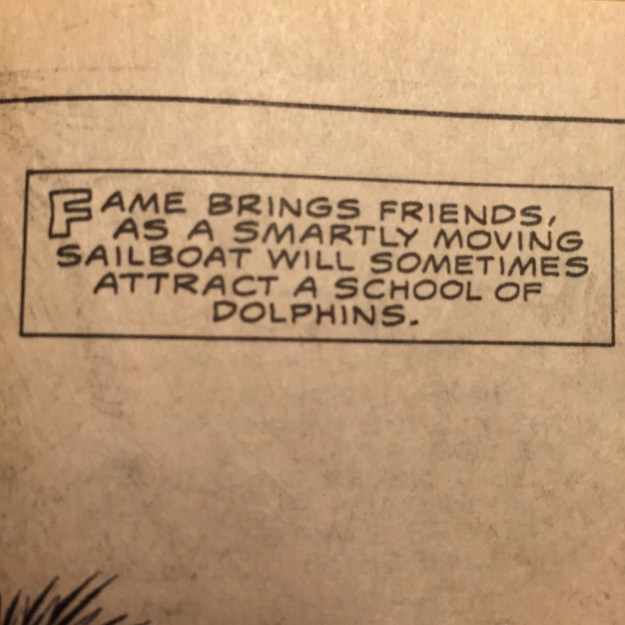 FAME BRINGS FRIENDS,
AS A SMARTLY MOVING
SAILBOAT WILL SOMETIMES
ATTRACT A SCHOOL OF
DOLPHINS.